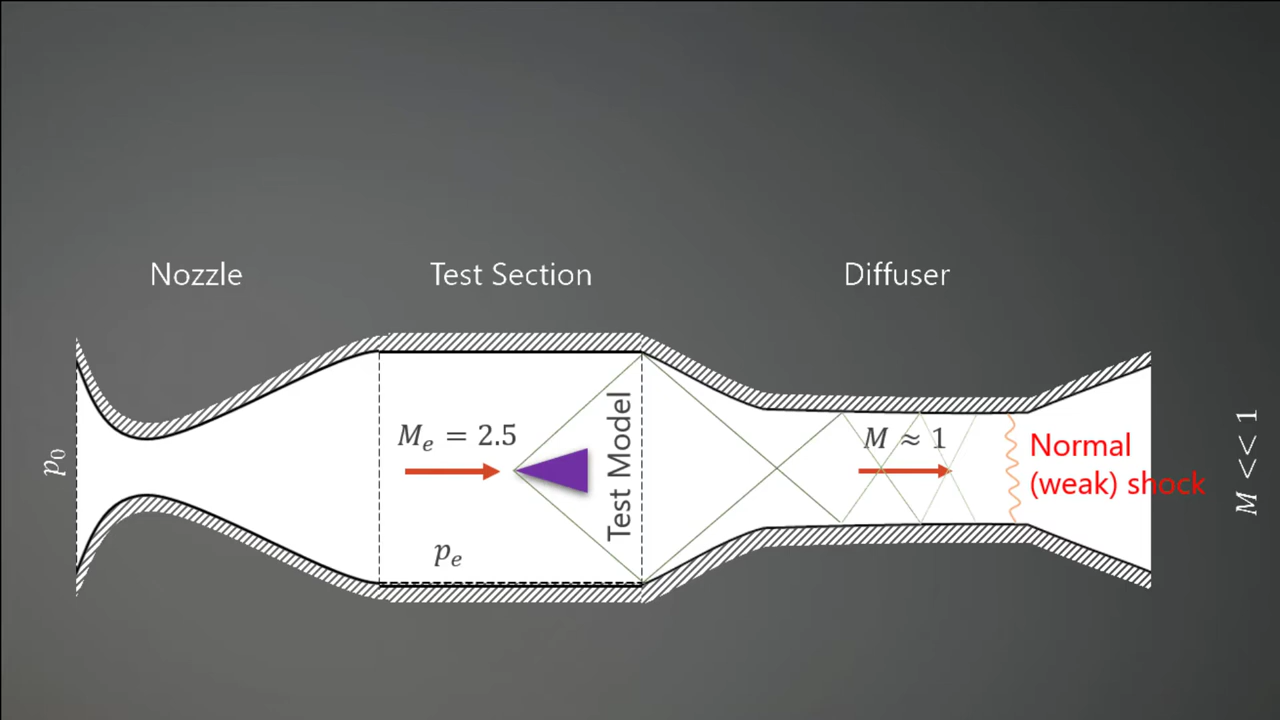 Nozzle
Test Section
Diffuser
p₀
Mₑ = 2.5
pₑ
Test Model
M ≈ 1
Normal
(weak) shock
M << 1